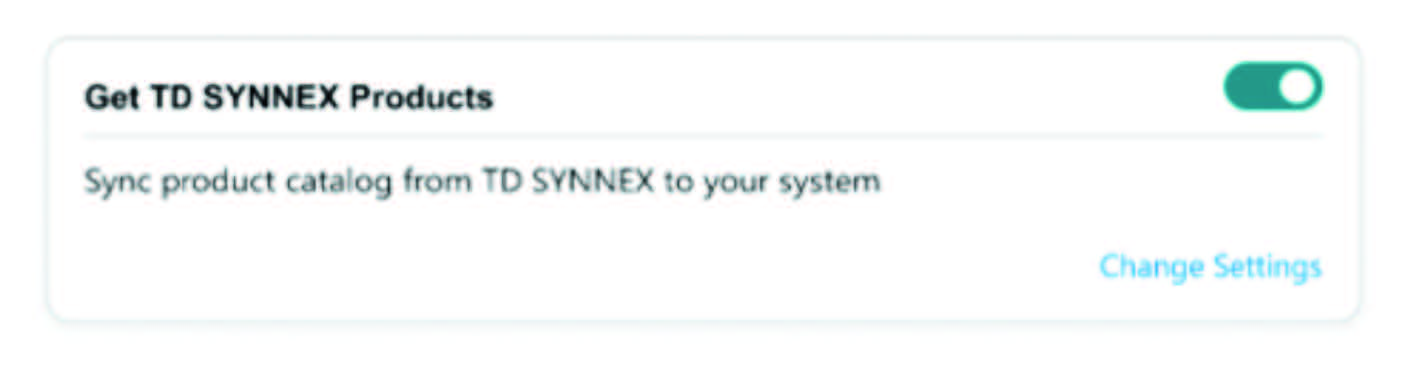 Get TD SYNNEX Products
Sync product catalog from TD SYNNEX to your system
Change Settings